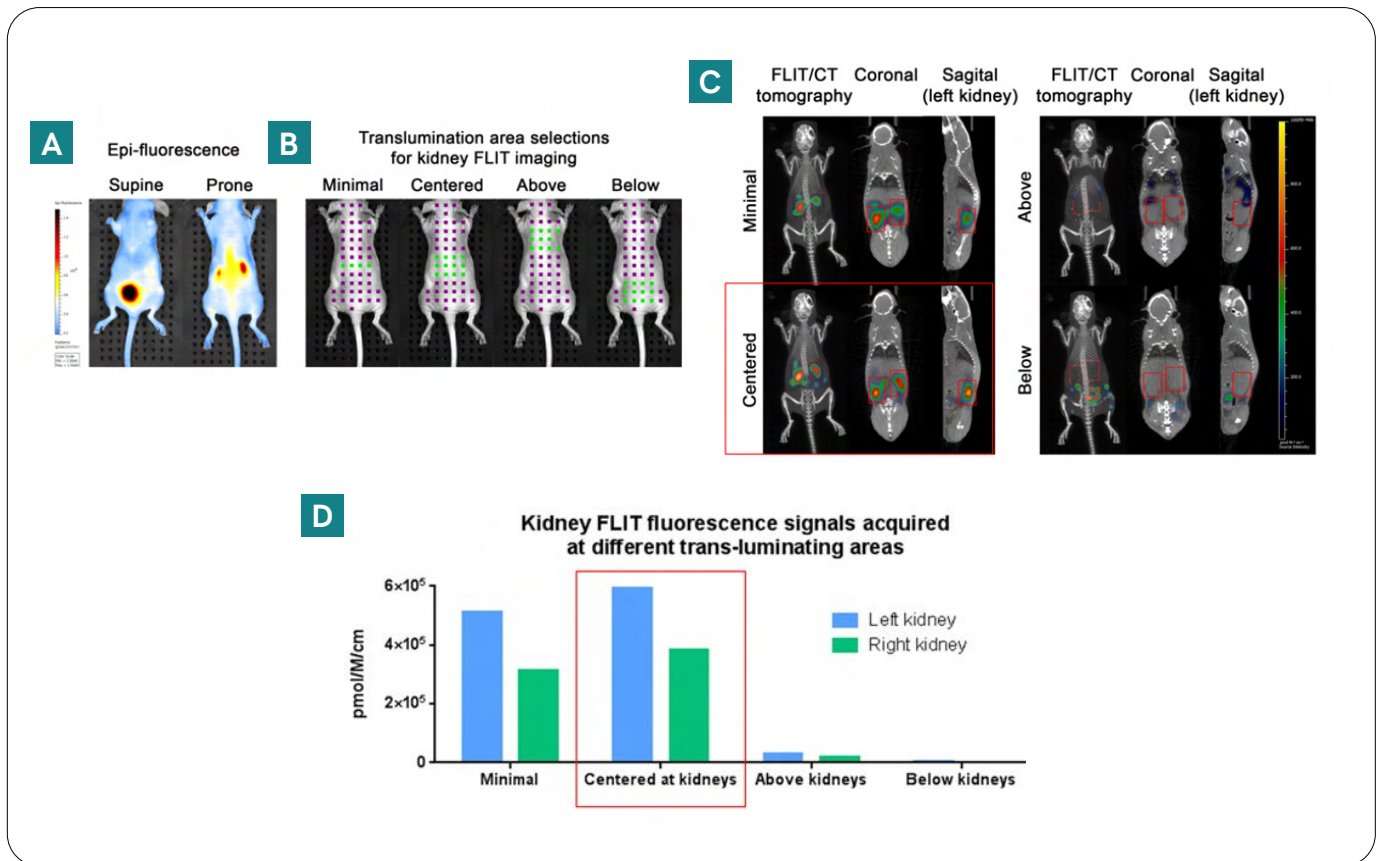 A
Epi-fluorescence
Supine
Prone
B
Translumination area selections
for kidney FLIT imaging
Minimal
Centered
Above
Below
C
FLIT/CT
tomography
Coronal
Sagital
(left kidney)
FLIT/CT
tomography
Coronal
Sagital
(left kidney)
Minimal
Centered
Above
Below
D
Kidney FLIT fluorescence signals acquired
at different trans-luminating areas
pmol/M/cm
6×10⁵
4×10⁵
2×10⁵
0
Left kidney
Right kidney
Minimal
Centered at kidneys
Above kidneys
Below kidneys